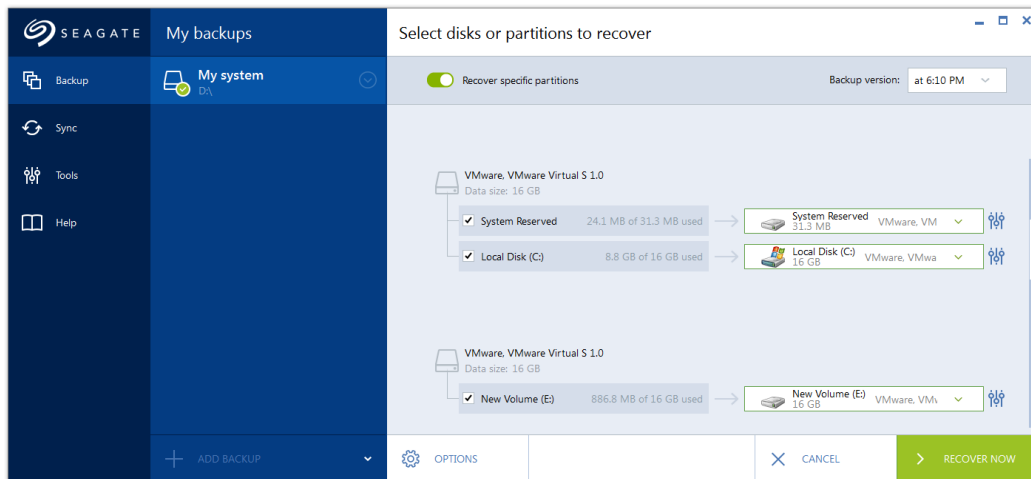 SEAGATE
My backups
Select disks or partitions to recover
Backup
My system
D:\
Recover specific partitions
Backup version:
at 6:10 PM
Sync
Tools
Help
VMware, VMware Virtual S 1.0
Data size: 16 GB
System Reserved
24.1 MB of 31.3 MB used
System Reserved
31.3 MB
VMware, VM
Local Disk (C:)
8.8 GB of 16 GB used
Local Disk (C:)
16 GB
VMware, VMwa
VMware, VMware Virtual S 1.0
Data size: 16 GB
New Volume (E:)
886.8 MB of 16 GB used
New Volume (E:)
16 GB
VMware, VM
ADD BACKUP
OPTIONS
CANCEL
RECOVER NOW